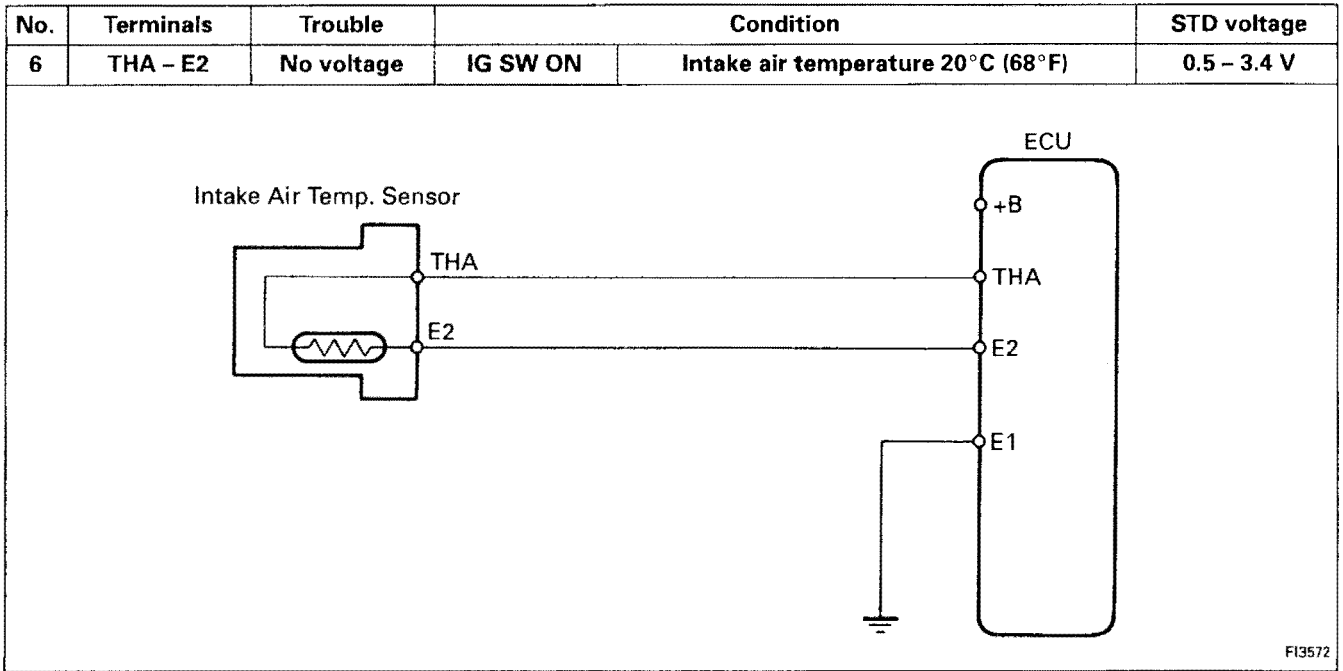 No. Terminals Trouble Condition STD voltage
6 THA – E2 No voltage IG SW ON Intake air temperature 20°C (68°F) 0.5 – 3.4 V
ECU
Intake Air Temp. Sensor
+B
THA THA
E2 E2
E1
FI3572